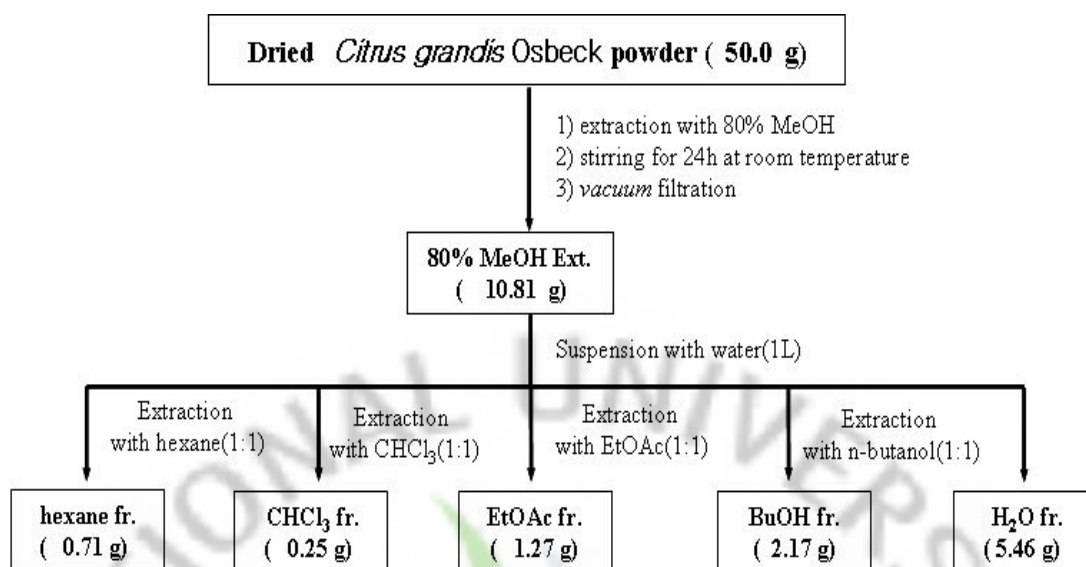 Dried Citrus grandis Osbeck powder ( 50.0 g)
1) extraction with 80% MeOH
2) stirring for 24h at room temperature
3) vacuum filtration
80% MeOH Ext.
( 10.81 g)
Suspension with water(1L)
Extraction
with hexane(1:1)
Extraction
with CHCl₃(1:1)
Extraction
with EtOAc(1:1)
Extraction
with n-butanol(1:1)
hexane fr.
( 0.71 g)
CHCl₃ fr.
( 0.25 g)
EtOAc fr.
( 1.27 g)
BuOH fr.
( 2.17 g)
H₂O fr.
(5.46 g)